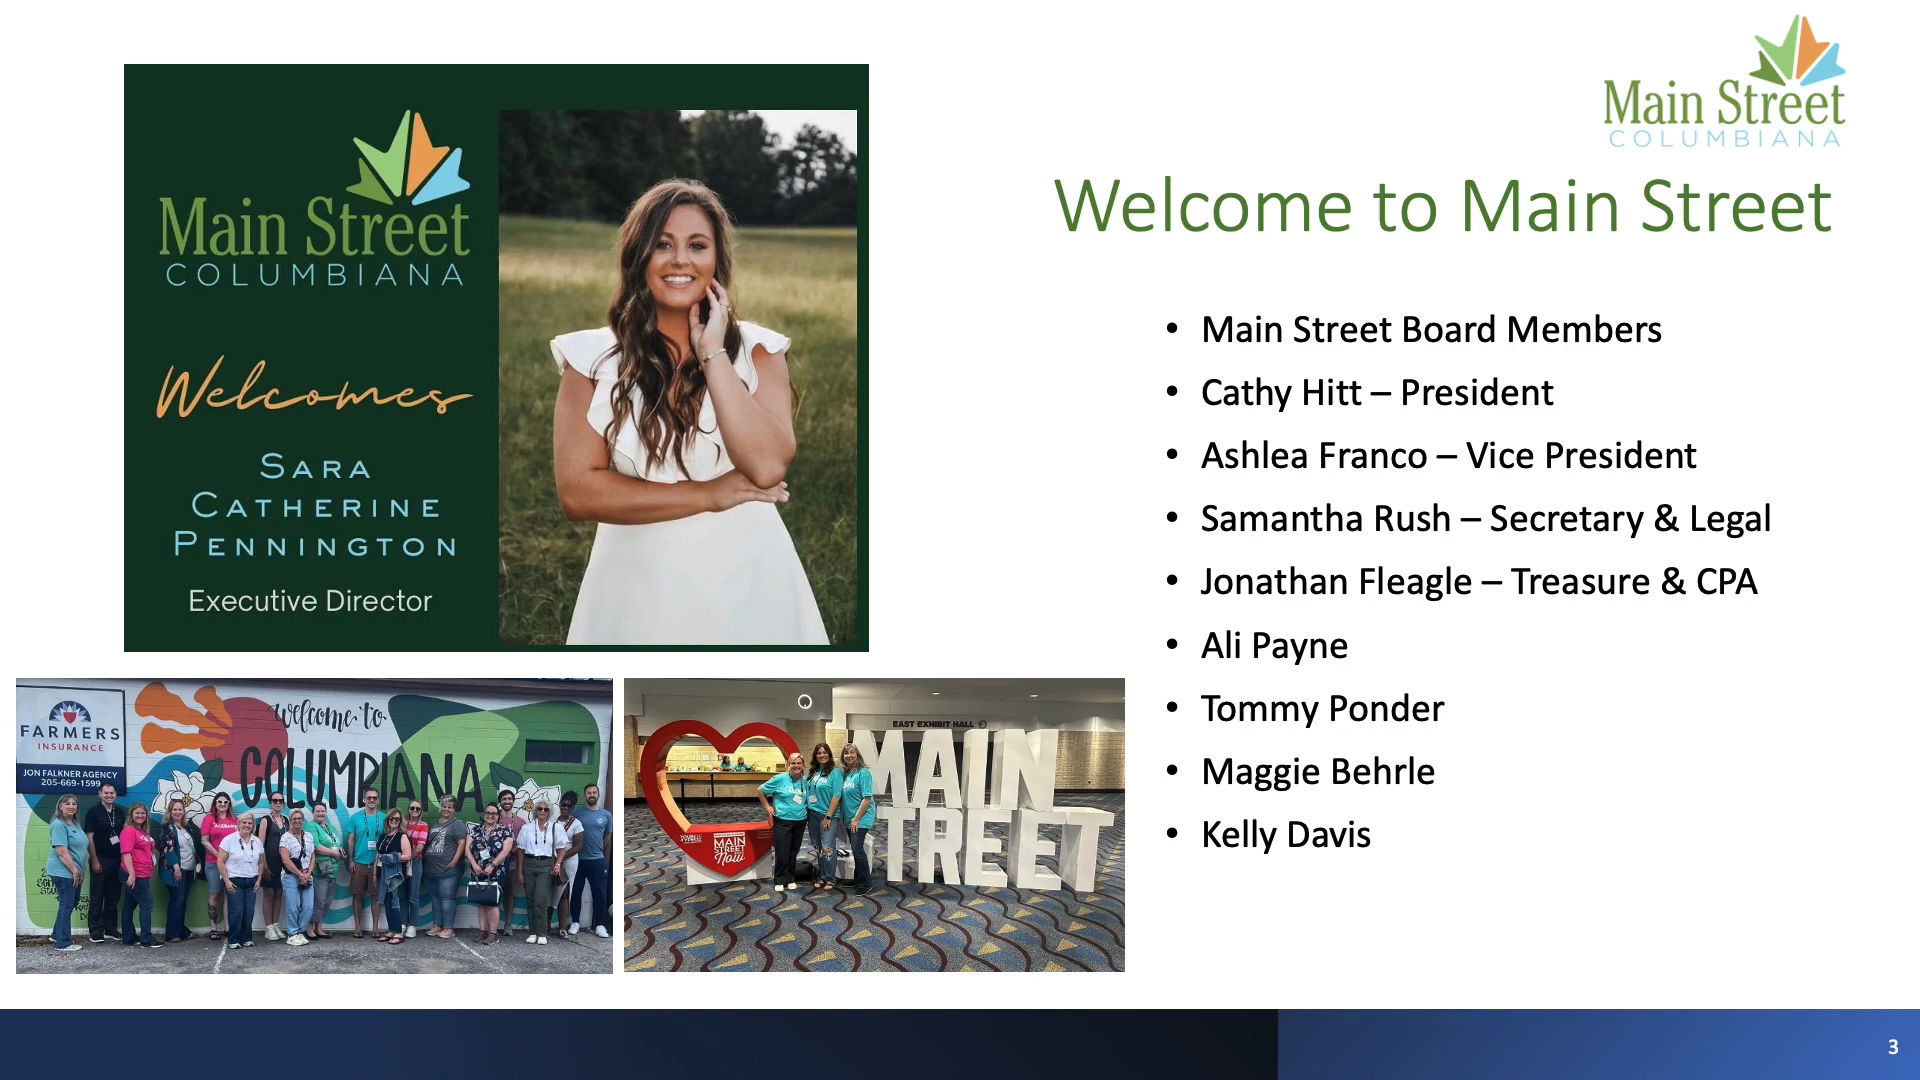 Main Street
COLUMBIANA
Welcome to Main Street
Main Street
COLUMBIANA
Welcomes
SARA
CATHERINE
PENNINGTON
Executive Director
• Main Street Board Members
• Cathy Hitt – President
• Ashlea Franco – Vice President
• Samantha Rush – Secretary & Legal
• Jonathan Fleagle – Treasure & CPA
• Ali Payne
• Tommy Ponder
• Maggie Behrle
• Kelly Davis
FARMERS
INSURANCE
JON FALKNER AGENCY
205-669-1599
welcome to
COLUMBIANA
EAST EXHIBIT HALL
MAIN
STREET
MAIN
STREET
Now
3